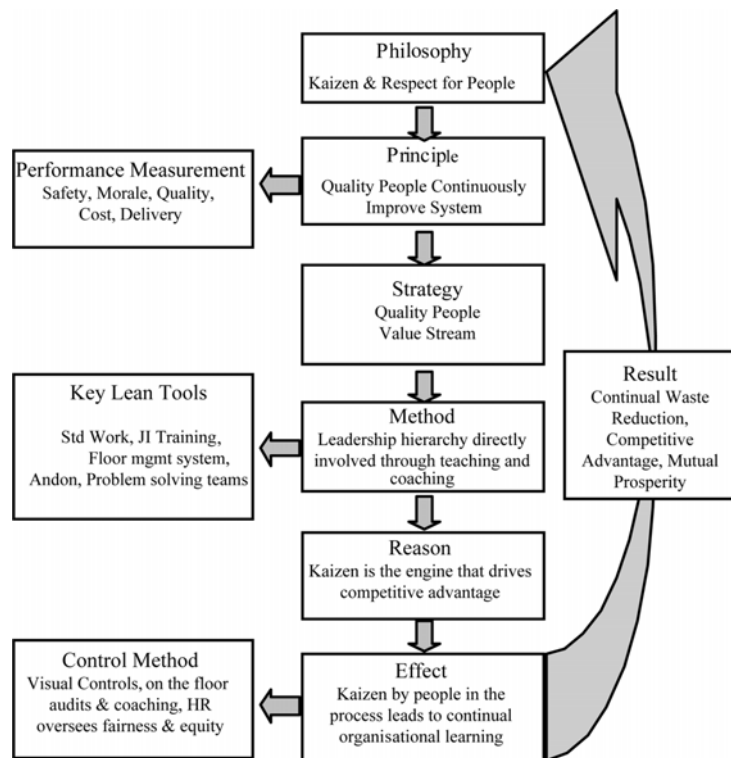 Philosophy
Kaizen & Respect for People
Principle
Quality People Continuously
Improve System
Performance Measurement
Safety, Morale, Quality,
Cost, Delivery
Strategy
Quality People
Value Stream
Method
Leadership hierarchy directly
involved through teaching and
coaching
Key Lean Tools
Std Work, JI Training,
Floor mgmt system,
Andon, Problem solving teams
Reason
Kaizen is the engine that drives
competitive advantage
Effect
Kaizen by people in the
process leads to continual
organisational learning
Control Method
Visual Controls, on the floor
audits & coaching, HR
oversees fairness & equity
Result
Continual Waste
Reduction,
Competitive
Advantage, Mutual
Prosperity